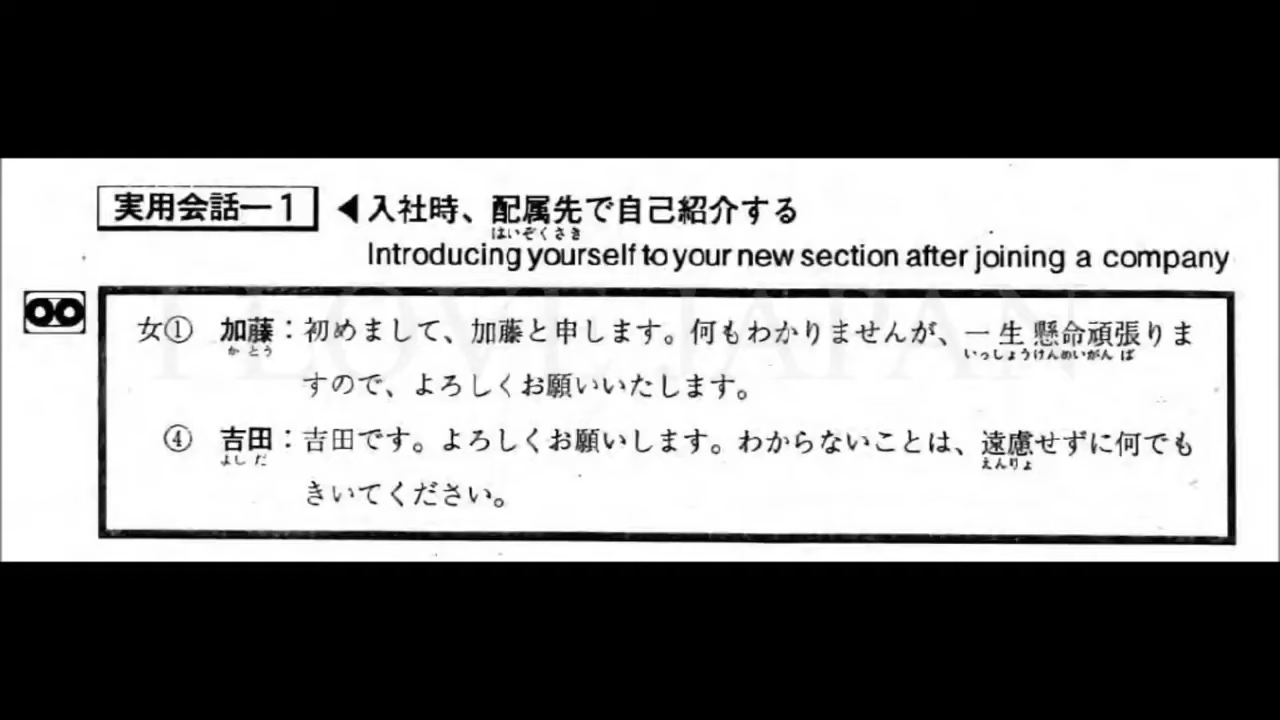 実用会話ー1 ◀入社時、配属先で自己紹介する
はいぞくさき
Introducing yourself to your new section after joining a company
I LOVE JAPAN
女① 加藤：初めまして、加藤と申します。何もわかりませんが、一生懸命頑張りま
かとう いっしょうけんめいがんば
すので、よろしくお願いいたします。
④ 吉田：吉田です。よろしくお願いします。わからないことは、遠慮せずに何でも
よしだ えんりょ
きいてください。